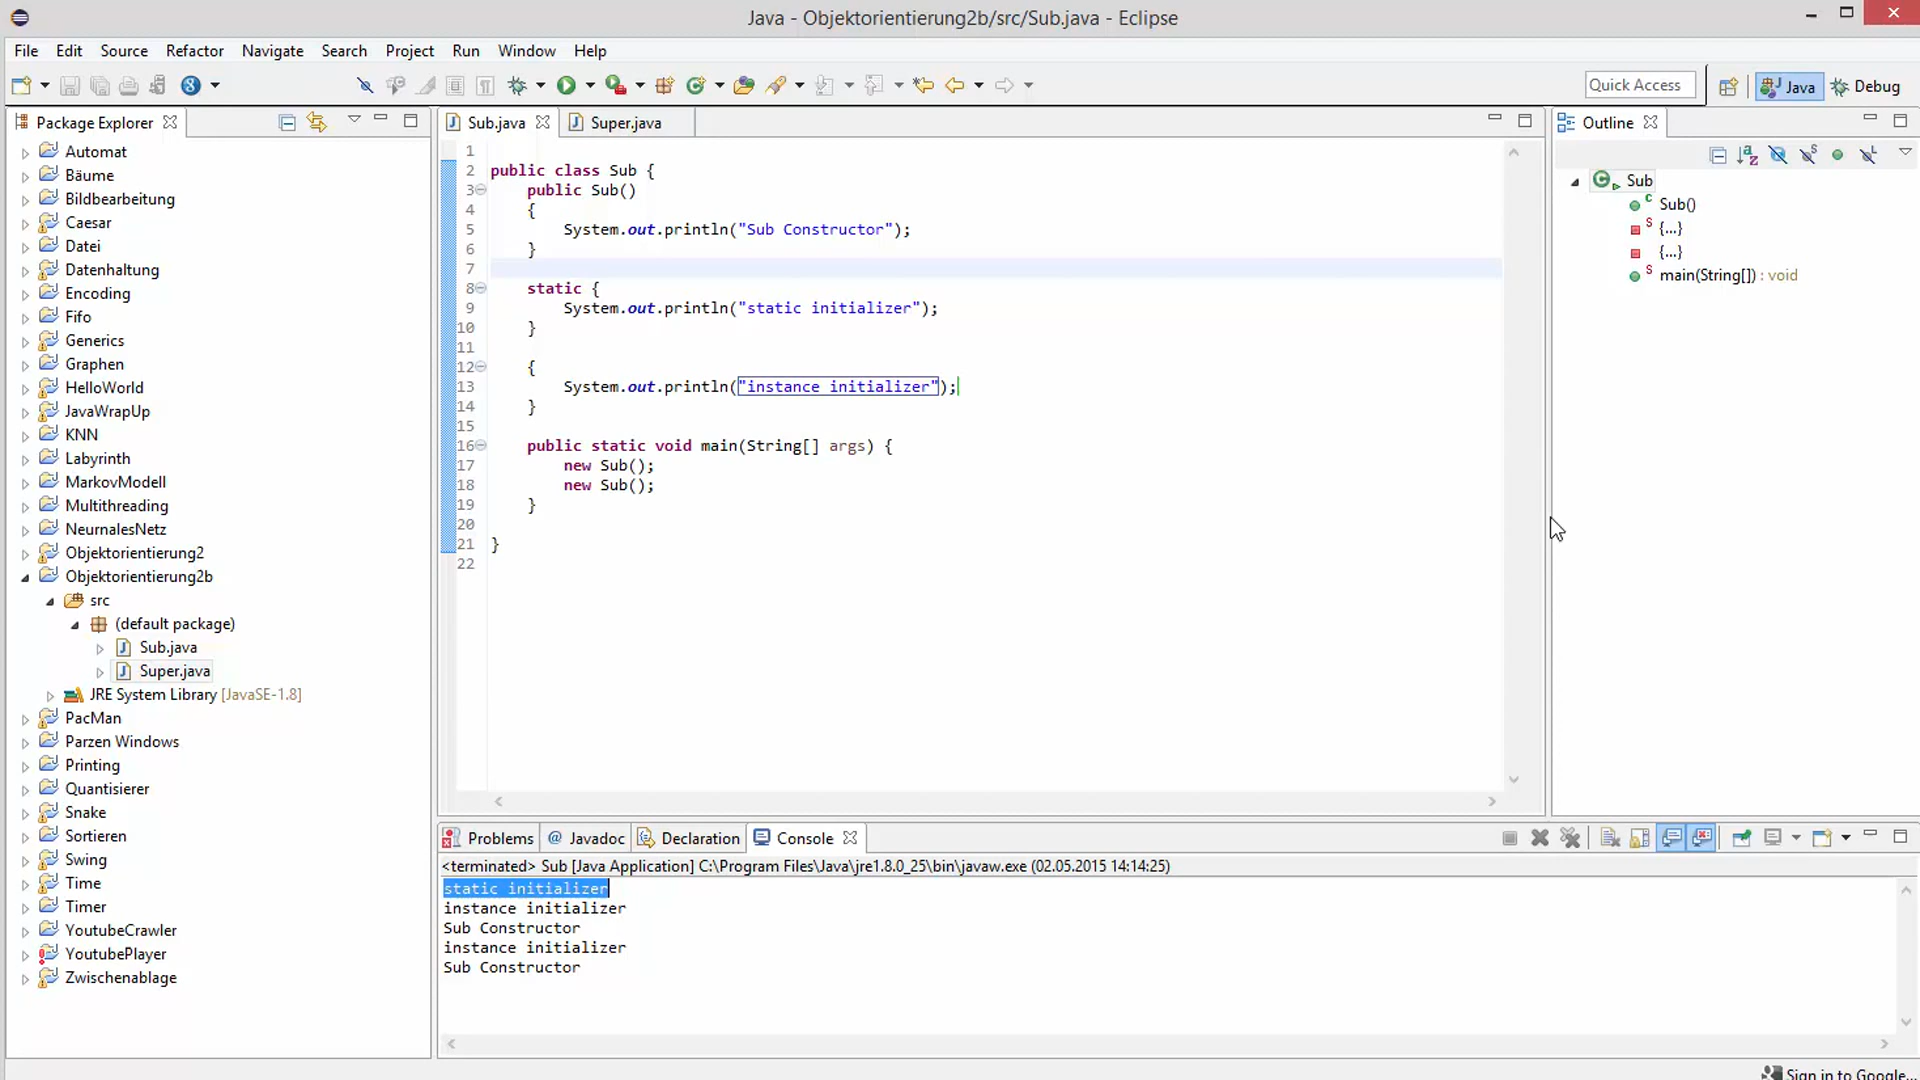 Java - Objektorientierung2b/src/Sub.java - Eclipse
File Edit Source Refactor Navigate Search Project Run Window Help
8 Quick Access Java Debug
Package Explorer Sub.java Super.java Outline
Automat
Bäume
Bildbearbeitung
Caesar
Datei
Datenhaltung
Encoding
Fifo
Generics
Graphen
HelloWorld
JavaWrapUp
KNN
Labyrinth
MarkovModell
Multithreading
NeurnalesNetz
Objektorientierung2
Objektorientierung2b
src
(default package)
Sub.java
Super.java
JRE System Library [JavaSE-1.8]
PacMan
Parzen Windows
Printing
Quantisierer
Snake
Sortieren
Swing
Time
Timer
YoutubeCrawler
YoutubePlayer
Zwischenablage
1
2 public class Sub {
3 public Sub()
4 {
5 System.out.println("Sub Constructor");
6 }
7
8 static {
9 System.out.println("static initializer");
10 }
11
12 {
13 System.out.println("instance initializer");
14 }
15
16 public static void main(String[] args) {
17 new Sub();
18 new Sub();
19 }
20
21 }
22
Sub
Sub()
{...}
{...}
main(String[]) : void
Problems @ Javadoc Declaration Console
<terminated> Sub [Java Application] C:\Program Files\Java\jre1.8.0_25\bin\javaw.exe (02.05.2015 14:14:25)
static initializer
instance initializer
Sub Constructor
instance initializer
Sub Constructor
Sign in to Google...